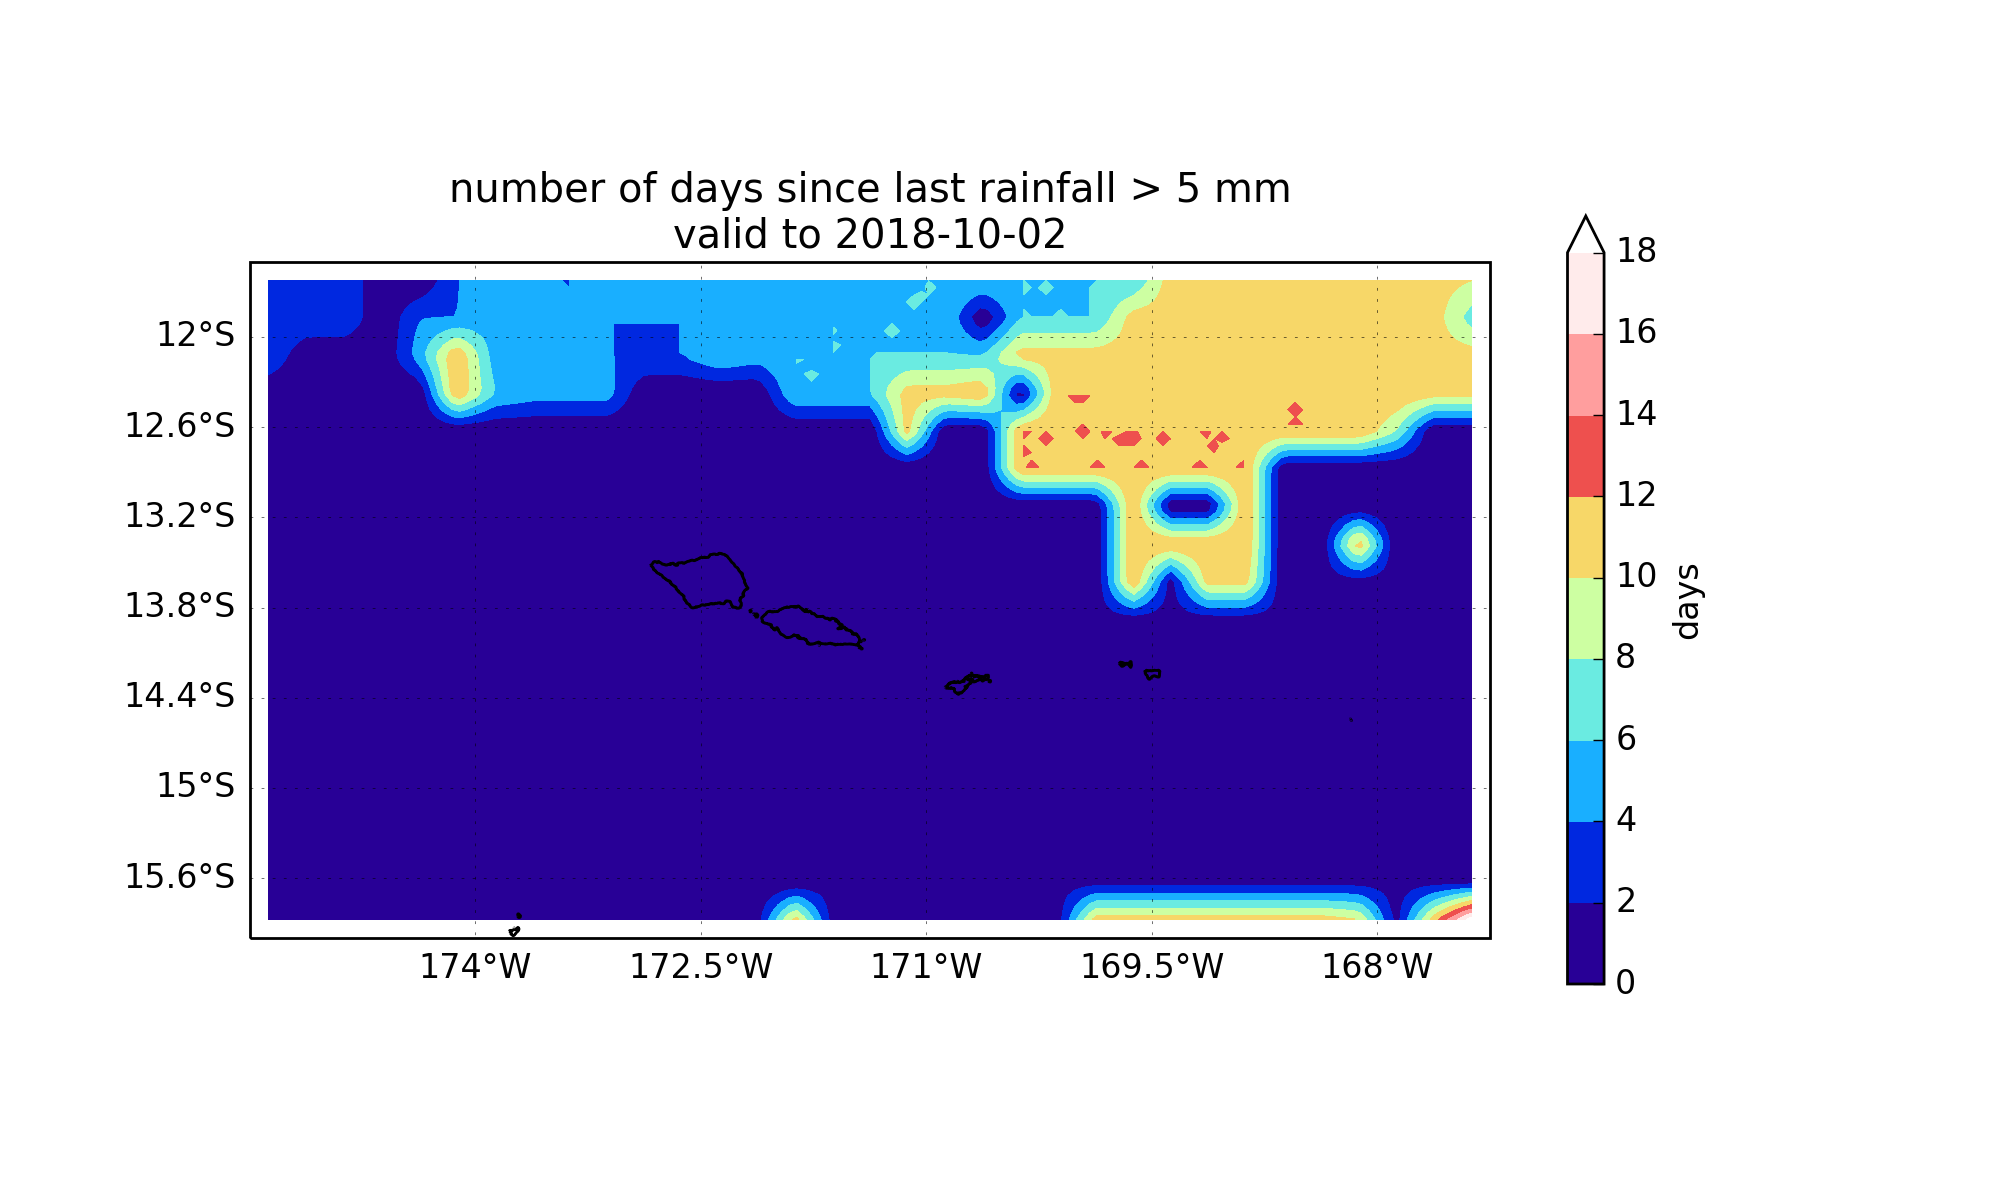 number of days since last rainfall > 5 mm
valid to 2018-10-02
12°S
12.6°S
13.2°S
13.8°S
14.4°S
15°S
15.6°S
174°W
172.5°W
171°W
169.5°W
168°W
18
16
14
12
10
8
6
4
2
0
days